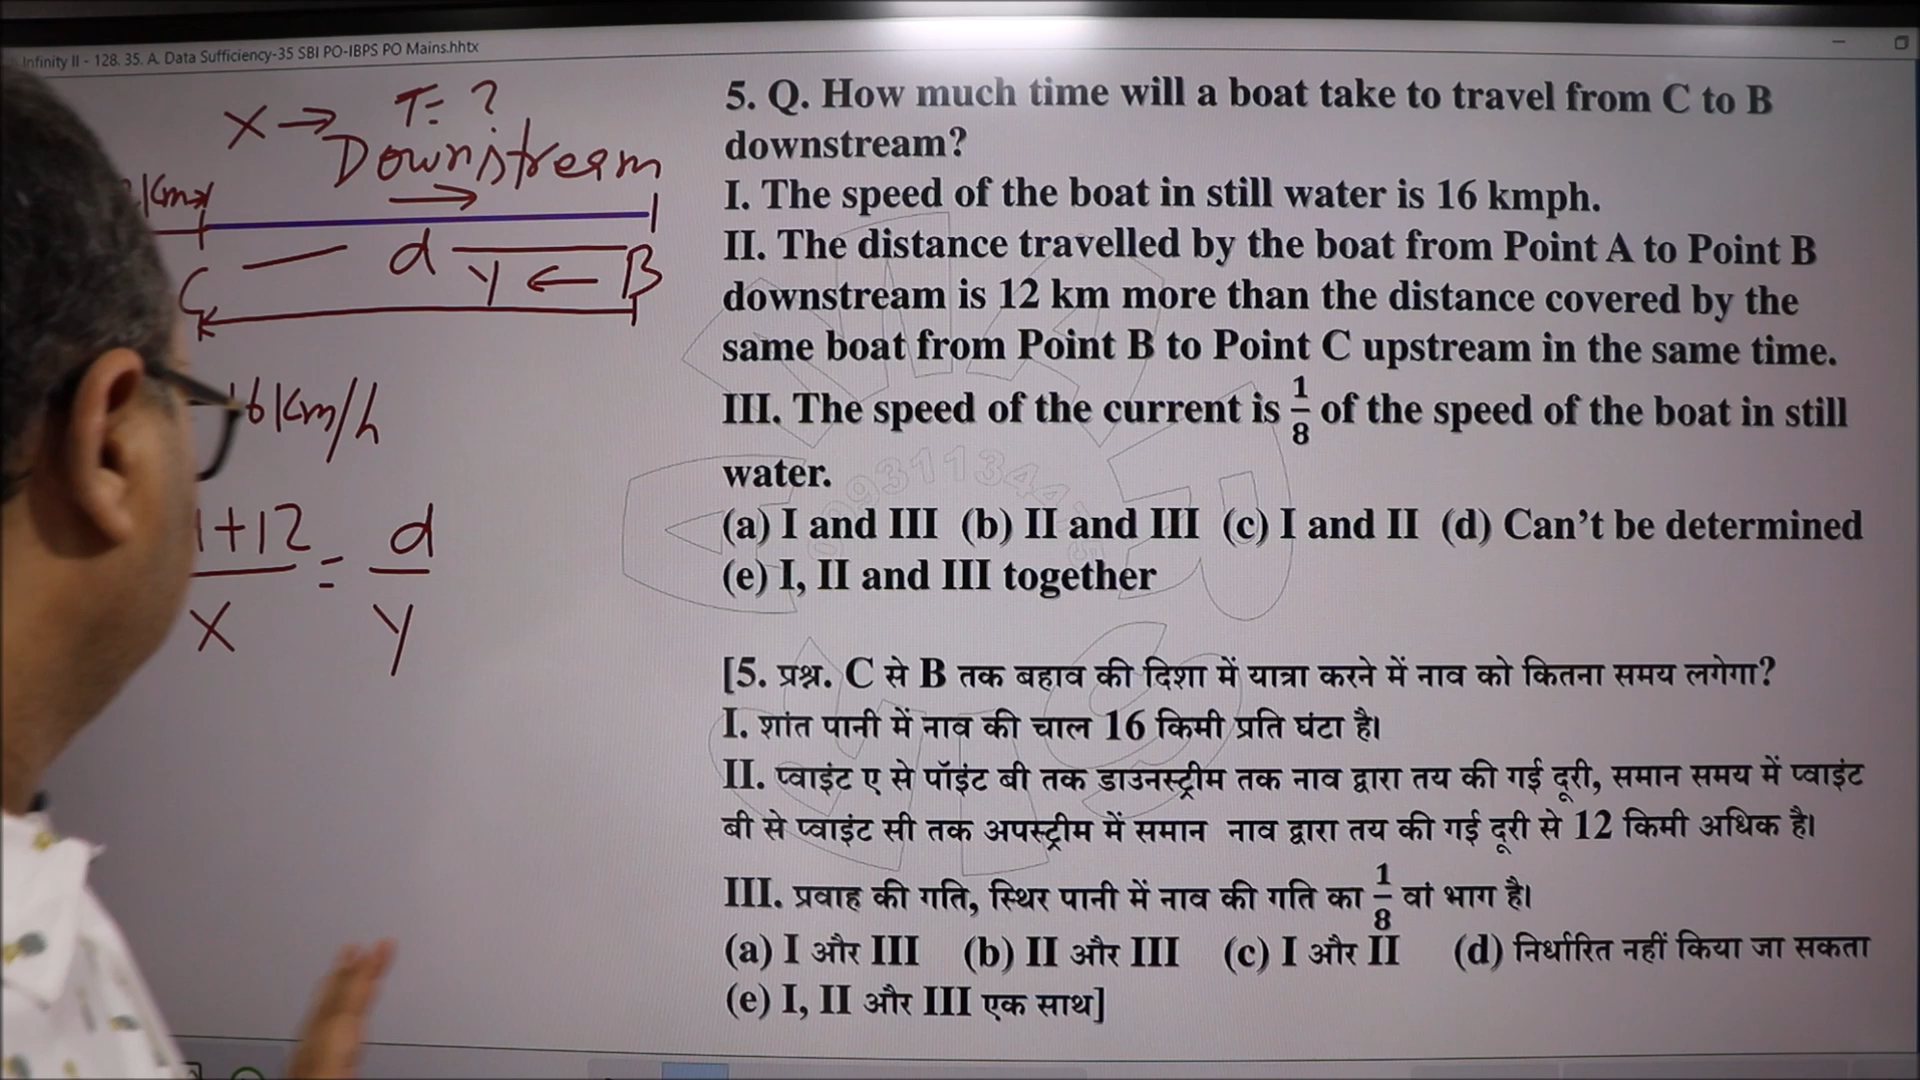 Infinity II - 128. 35. A. Data Sufficiency-35 SBI PO-IBPS PO Mains.hhtx
X → T = ?
Downstream
Km
C d Y ← B
16 Km/h
+12 = d
X Y
5. Q. How much time will a boat take to travel from C to B
downstream?
I. The speed of the boat in still water is 16 kmph.
II. The distance travelled by the boat from Point A to Point B
downstream is 12 km more than the distance covered by the
same boat from Point B to Point C upstream in the same time.
III. The speed of the current is 1/8 of the speed of the boat in still
water.
(a) I and III (b) II and III (c) I and II (d) Can’t be determined
(e) I, II and III together
[5. प्रश्न. C से B तक बहाव की दिशा में यात्रा करने में नाव को कितना समय लगेगा?
I. शांत पानी में नाव की चाल 16 किमी प्रति घंटा है।
II. प्वाइंट ए से पॉइंट बी तक डाउनस्ट्रीम तक नाव द्वारा तय की गई दूरी, समान समय में प्वाइंट
बी से प्वाइंट सी तक अपस्ट्रीम में समान नाव द्वारा तय की गई दूरी से 12 किमी अधिक है।
III. प्रवाह की गति, स्थिर पानी में नाव की गति का 1/8 वां भाग है।
(a) I और III (b) II और III (c) I और II (d) निर्धारित नहीं किया जा सकता
(e) I, II और III एक साथ]